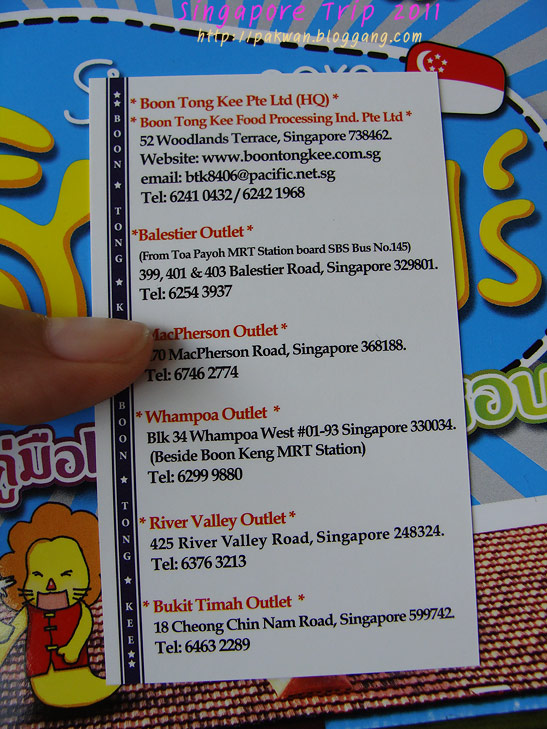 Singapore Trip 2011
http://pakwan.bloggang.com
* Boon Tong Kee Pte Ltd (HQ) *
* Boon Tong Kee Food Processing Ind. Pte Ltd *
52 Woodlands Terrace, Singapore 738462.
Website: www.boontongkee.com.sg
email: btk8406@pacific.net.sg
Tel: 6241 0432 / 6242 1968
*Balestier Outlet *
(From Toa Payoh MRT Station board SBS Bus No.145)
399, 401 & 403 Balestier Road, Singapore 329801.
Tel: 6254 3937
MacPherson Outlet *
70 MacPherson Road, Singapore 368188.
Tel: 6746 2774
* Whampoa Outlet *
Blk 34 Whampoa West #01-93 Singapore 330034.
(Beside Boon Keng MRT Station)
Tel: 6299 9880
* River Valley Outlet *
425 River Valley Road, Singapore 248324.
Tel: 6376 3213
* Bukit Timah Outlet *
18 Cheong Chin Nam Road, Singapore 599742.
Tel: 6463 2289
BOON ★ TONG ★ K
BOON ★ TONG ★ KEE
คู่มือ